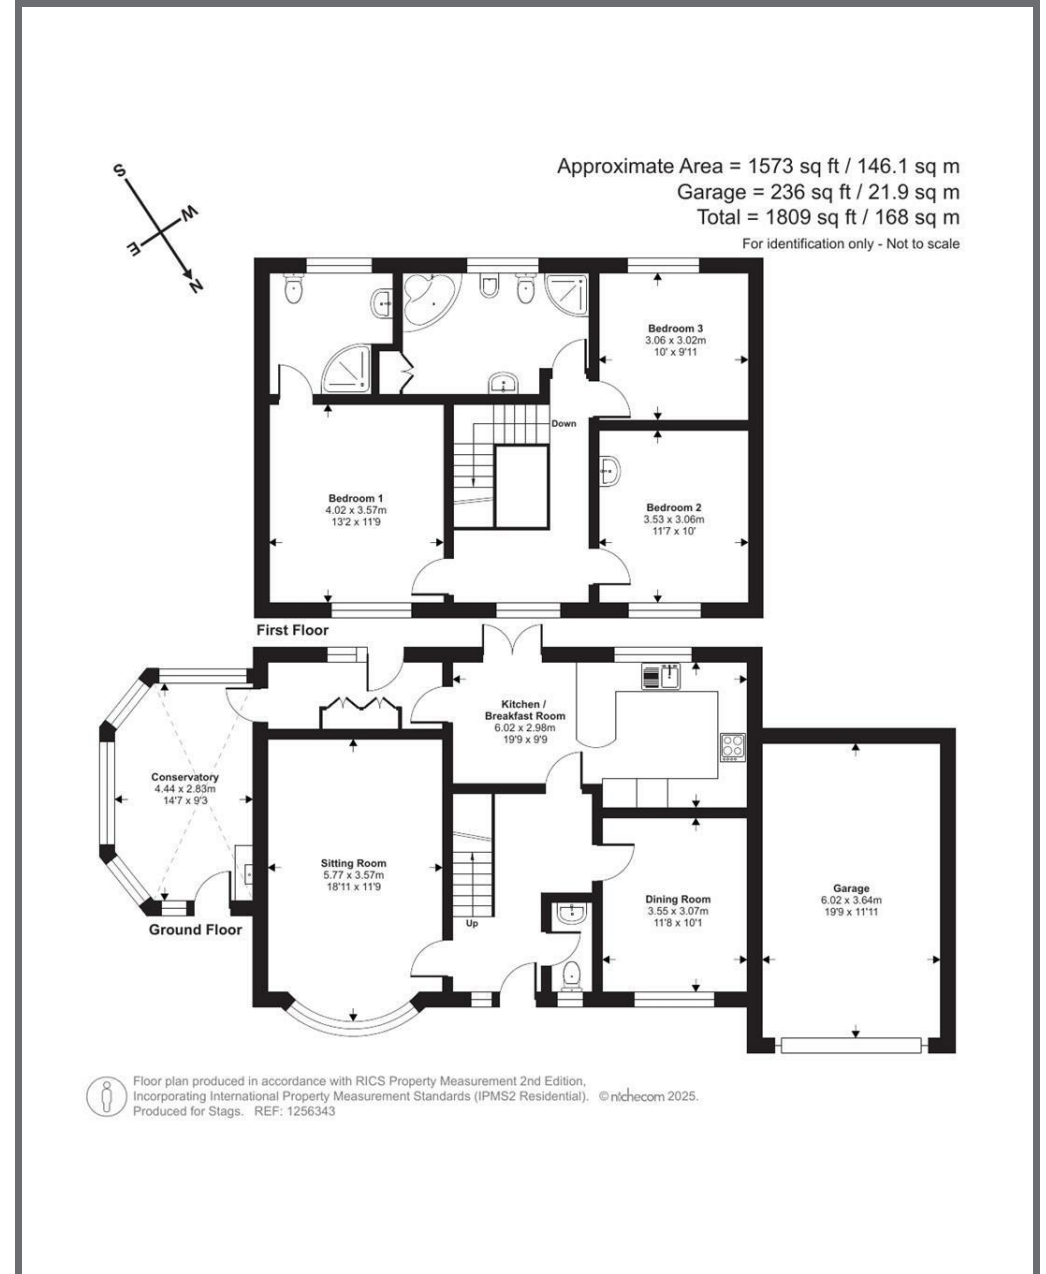 S
W
E
N
Approximate Area = 1573 sq ft / 146.1 sq m
Garage = 236 sq ft / 21.9 sq m
Total = 1809 sq ft / 168 sq m
For identification only - Not to scale
Bedroom 3
3.06 x 3.02m
10' x 9'11
Down
Bedroom 1
4.02 x 3.57m
13'2 x 11'9
Bedroom 2
3.53 x 3.06m
11'7 x 10'
First Floor
Kitchen /
Breakfast Room
6.02 x 2.98m
19'9 x 9'9
Conservatory
4.44 x 2.83m
14'7 x 9'3
Sitting Room
5.77 x 3.57m
18'11 x 11'9
Up
Dining Room
3.55 x 3.07m
11'8 x 10'1
Garage
6.02 x 3.64m
19'9 x 11'11
Ground Floor
Floor plan produced in accordance with RICS Property Measurement 2nd Edition,
Incorporating International Property Measurement Standards (IPMS2 Residential). © nichecom 2025.
Produced for Stags. REF: 1256343